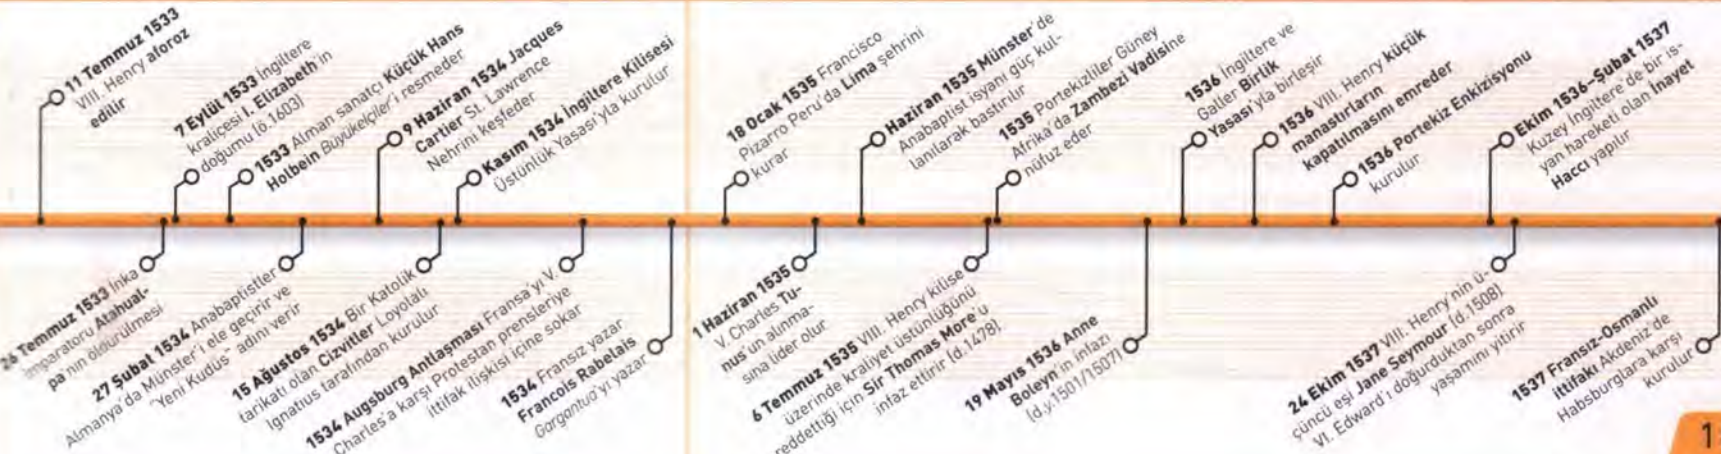 11 Temmuz 1533
VIII. Henry aforoz
edilir
7 Eylül 1533 İngiltere
kraliçesi I. Elizabeth'in
doğumu (ö.1603)
1533 Alman sanatçı Küçük Hans
Holbein Büyükelçiler'i resmeder
9 Haziran 1534 Jacques
Cartier St. Lawrence
Nehrini keşfeder
Kasım 1534 İngiltere Kilisesi
Üstünlük Yasası'yla kurulur
18 Ocak 1535 Francisco
Pizarro Peru'da Lima şehrini
kurar
Haziran 1535 Münster'de
Anabaptist isyanı güç kul-
lanılarak bastırılır
1535 Portekizliler Güney
Afrika'da Zambezi Vadisine
nüfuz eder
1536 İngiltere ve
Galler Birlik
Yasası'yla birleşir
1536 VIII. Henry küçük
manastırların
kapatılmasını emreder
1536 Portekiz Enkizisyonu
kurulur
Ekim 1536-Şubat 1537
Kuzey İngiltere'de bir is-
yan hareketi olan İnayet
Haccı yapılır
26 Temmuz 1533 İnka
İmparatoru Atahual-
pa'nın öldürülmesi
27 Şubat 1534 Anabaptistler
Almanya'da Münster'i ele geçirir ve
"Yeni Kudüs" adını verir
15 Ağustos 1534 Bir Katolik
tarikatı olan Cizvitler Loyolalı
Ignatius tarafından kurulur
1534 Augsburg Antlaşması Fransa'yı V.
Charles'a karşı Protestan prensleriye
ittifak ilişkisi içine sokar
1534 Fransız yazar
Francois Rabelais
Gargantua'yı yazar
1 Haziran 1535
V. Charles Tu-
nus'un alınma-
sına lider olur
6 Temmuz 1535 VIII. Henry kilise
üzerinde kraliyet üstünlüğünü
reddettiği için Sir Thomas More'u
infaz ettirir (d.1478)
19 Mayıs 1536 Anne
Boleyn'in infazı
(d.y.1501/1507)
24 Ekim 1537 VIII. Henry'nin ü-
çüncü eşi Jane Seymour (d.1508)
VI. Edward'ı doğurduktan sonra
yaşamını yitirir
1537 Fransız-Osmanlı
ittifakı Akdeniz'de
Habsburglara karşı
kurulur